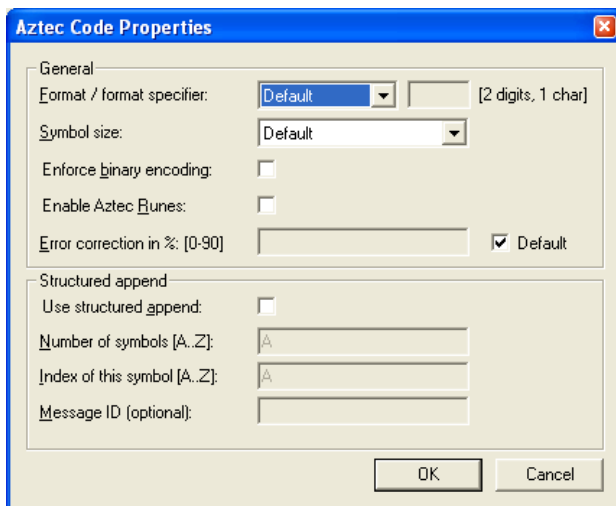 Aztec Code Properties
General
Format / format specifier: Default [2 digits, 1 char]
Symbol size: Default
Enforce binary encoding:
Enable Aztec Runes:
Error correction in %: [0-90] Default
Structured append
Use structured append:
Number of symbols [A..Z]: A
Index of this symbol [A..Z]: A
Message ID (optional):
OK Cancel